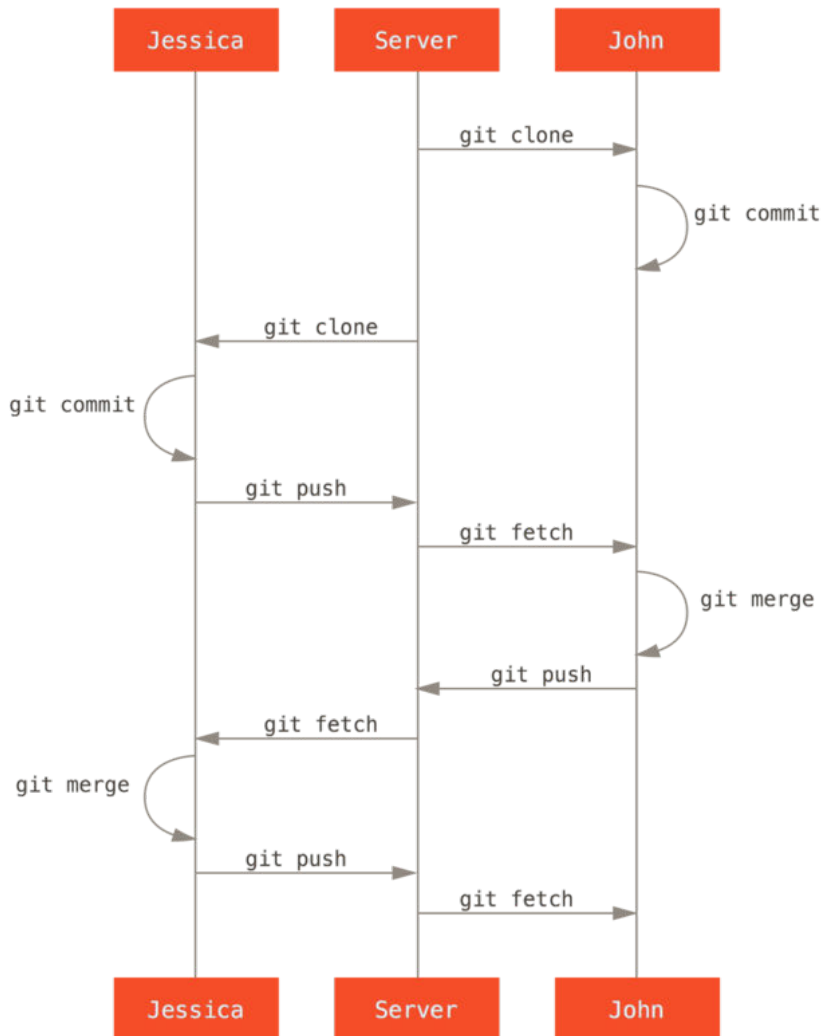 Jessica
Server
John
git clone
git commit
git clone
git commit
git push
git fetch
git merge
git push
git fetch
git merge
git push
git fetch
Jessica
Server
John